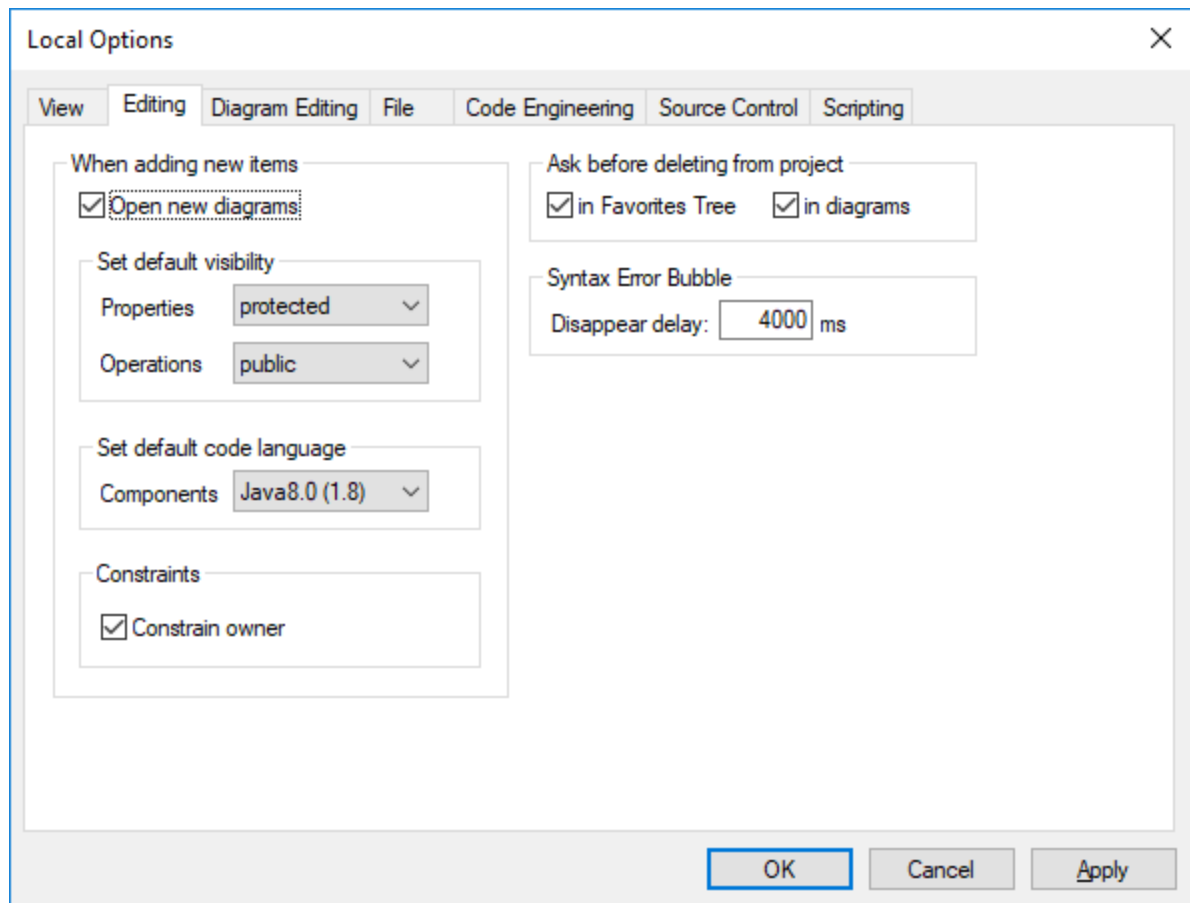 Local Options
View Editing Diagram Editing File Code Engineering Source Control Scripting
When adding new items
Open new diagrams
Set default visibility
Properties protected
Operations public
Set default code language
Components Java8.0 (1.8)
Constraints
Constrain owner
Ask before deleting from project
in Favorites Tree in diagrams
Syntax Error Bubble
Disappear delay: 4000 ms
OK Cancel Apply